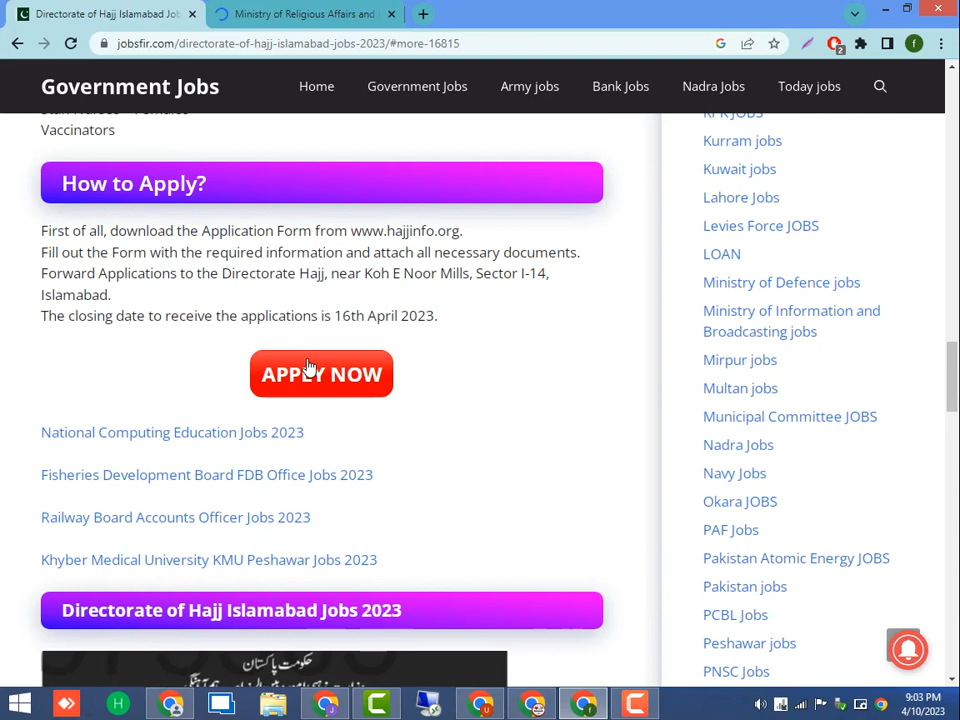 Directorate of Hajj Islamabad Job
Ministry of Religious Affairs and
jobsfir.com/directorate-of-hajj-islamabad-jobs-2023/#more-16815
2
f
Government Jobs
Home
Government Jobs
Army jobs
Bank Jobs
Nadra Jobs
Today jobs
Staff Nurses – Females
Vaccinators
How to Apply?
First of all, download the Application Form from www.hajjinfo.org.
Fill out the Form with the required information and attach all necessary documents.
Forward Applications to the Directorate Hajj, near Koh E Noor Mills, Sector I-14,
Islamabad.
The closing date to receive the applications is 16th April 2023.
APPLY NOW
National Computing Education Jobs 2023
Fisheries Development Board FDB Office Jobs 2023
Railway Board Accounts Officer Jobs 2023
Khyber Medical University KMU Peshawar Jobs 2023
Directorate of Hajj Islamabad Jobs 2023
حکومت پاکستان
KPK JOBS
Kurram jobs
Kuwait jobs
Lahore Jobs
Levies Force JOBS
LOAN
Ministry of Defence jobs
Ministry of Information and
Broadcasting jobs
Mirpur jobs
Multan jobs
Municipal Committee JOBS
Nadra Jobs
Navy Jobs
Okara JOBS
PAF Jobs
Pakistan Atomic Energy JOBS
Pakistan jobs
PCBL Jobs
Peshawar jobs
PNSC Jobs
H
9:03 PM
4/10/2023